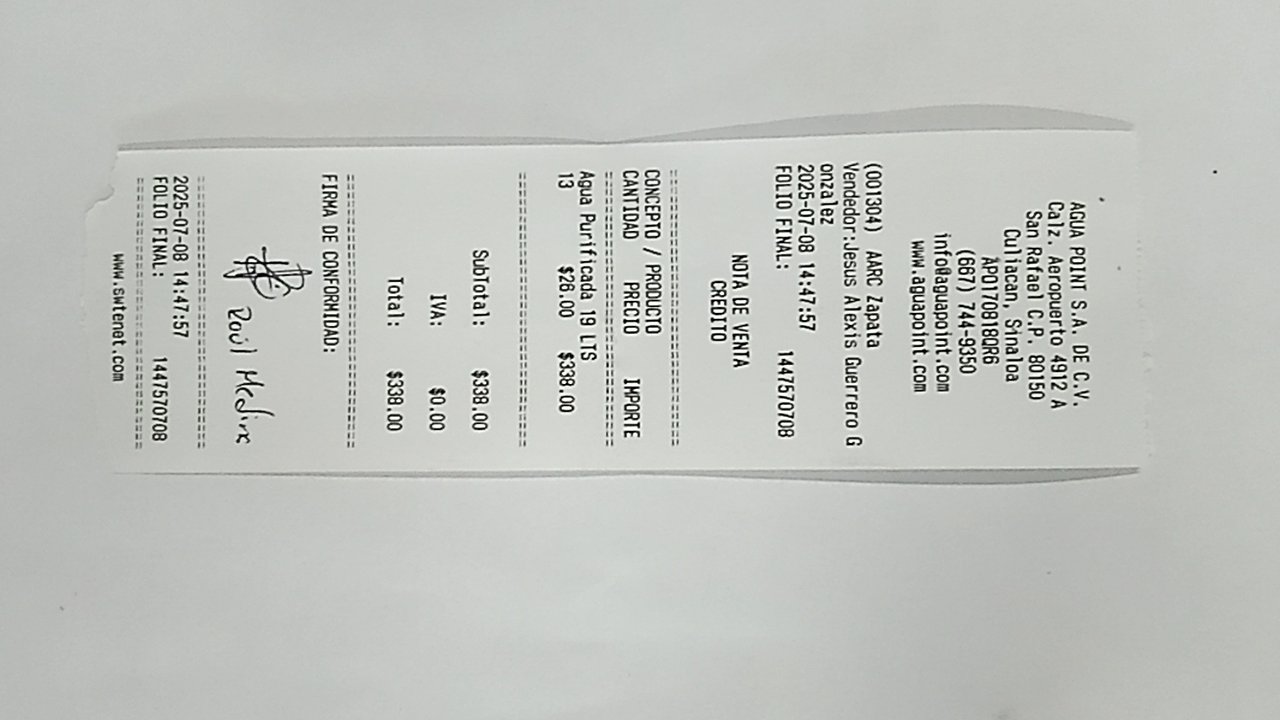 AGUA POINT S.A. DE C.V.
Calz. Aeropuerto 4912 A
San Rafael C.P. 80150
Culiacan, Sinaloa
APO170818QR6
(667) 744-9350
info@aguapoint.com
www.aguapoint.com
(001304) AARC Zapata
Vendedor:Jesus Alexis Guerrero G
onzalez
2025-07-08 14:47:57
FOLIO FINAL: 1447570708
NOTA DE VENTA
CREDITO
================================
CONCEPTO / PRODUCTO
CANTIDAD PRECIO IMPORTE
================================
Agua Purificada 19 LTS
13 $26.00 $338.00
================================
SubTotal: $338.00
IVA: $0.00
Total: $338.00
================================
FIRMA DE CONFORMIDAD:
Raúl Medina
================================
2025-07-08 14:47:57
FOLIO FINAL: 1447570708
================================
www.swtenet.com